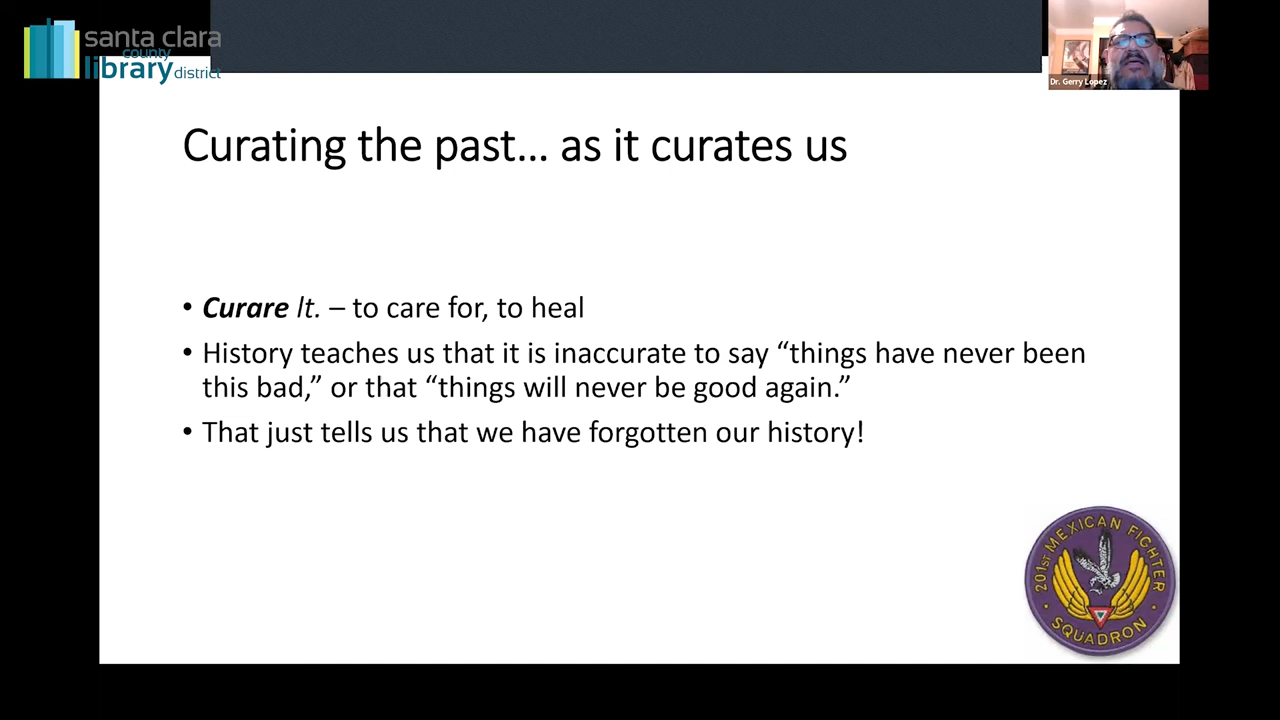 santa clara
county
library district
Dr. Gerry Lopez
Curating the past... as it curates us
• Curare lt. – to care for, to heal
• History teaches us that it is inaccurate to say “things have never been
this bad,” or that “things will never be good again.”
• That just tells us that we have forgotten our history!
201ST MEXICAN FIGHTER
• SQUADRON •